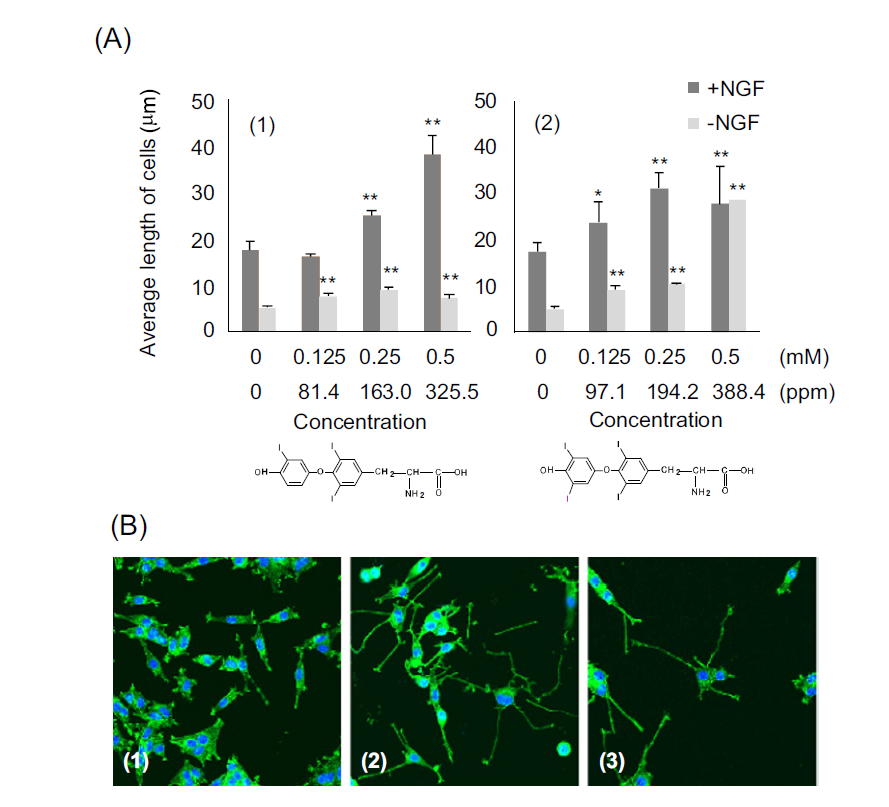 (A)
Average length of cells (μm)
50
40
30
20
10
0
(1)
**
**
**
**
**
0
0.125
0.25
0.5
0
81.4
163.0
325.5
Concentration
50
40
30
20
10
0
(2)
+NGF
-NGF
*
**
**
**
**
**
0
0.125
0.25
0.5
(mM)
0
97.1
194.2
388.4
(ppm)
Concentration
I
I
OH
O
I
CH2
CH
C
OH
NH2
O
I
I
OH
O
I
I
CH2
CH
C
OH
NH2
O
(B)
(1)
(2)
(3)